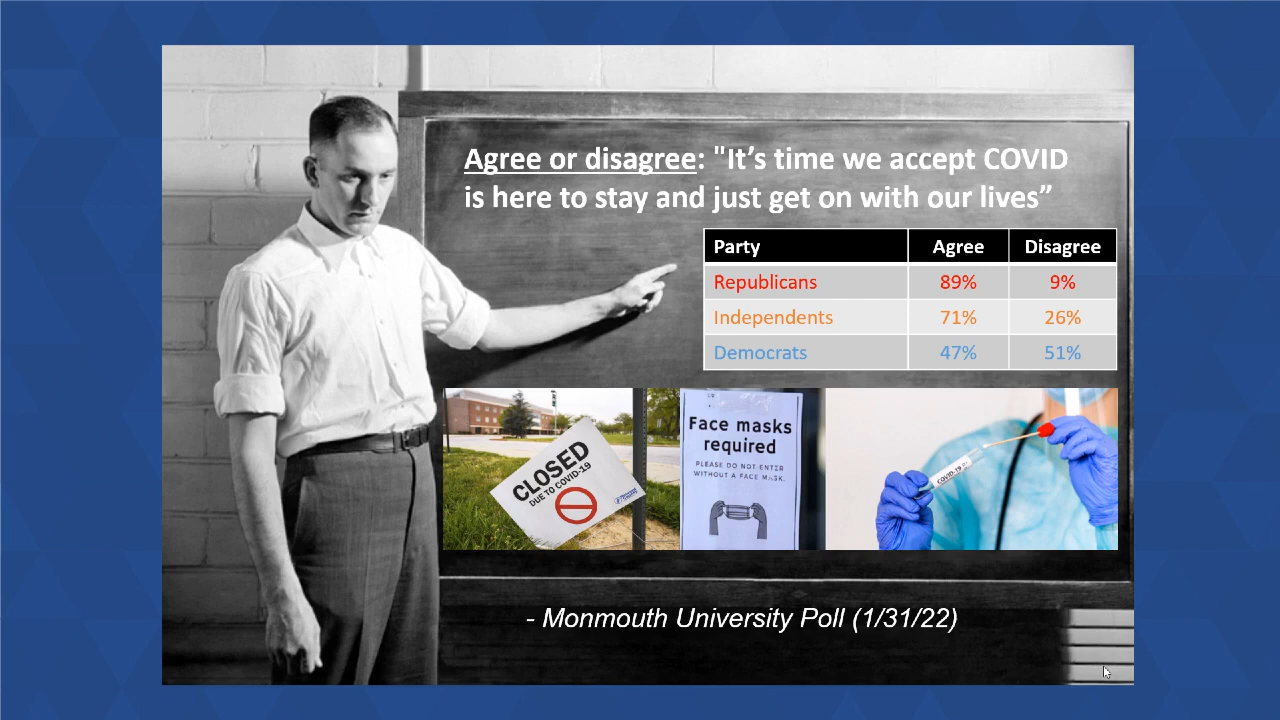 Agree or disagree: "It’s time we accept COVID
is here to stay and just get on with our lives”
Party Agree Disagree
Republicans 89% 9%
Independents 71% 26%
Democrats 47% 51%
CLOSED
DUE TO COVID-19
Face masks
required
PLEASE DO NOT ENTER
WITHOUT A FACE MASK.
COVID-19
- Monmouth University Poll (1/31/22)